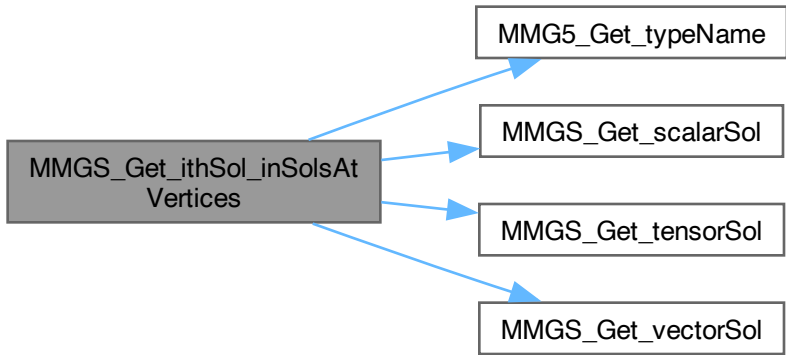 MMG5_Get_typeName
MMGS_Get_scalarSol
MMGS_Get_ithSol_inSolsAt
Vertices
MMGS_Get_tensorSol
MMGS_Get_vectorSol